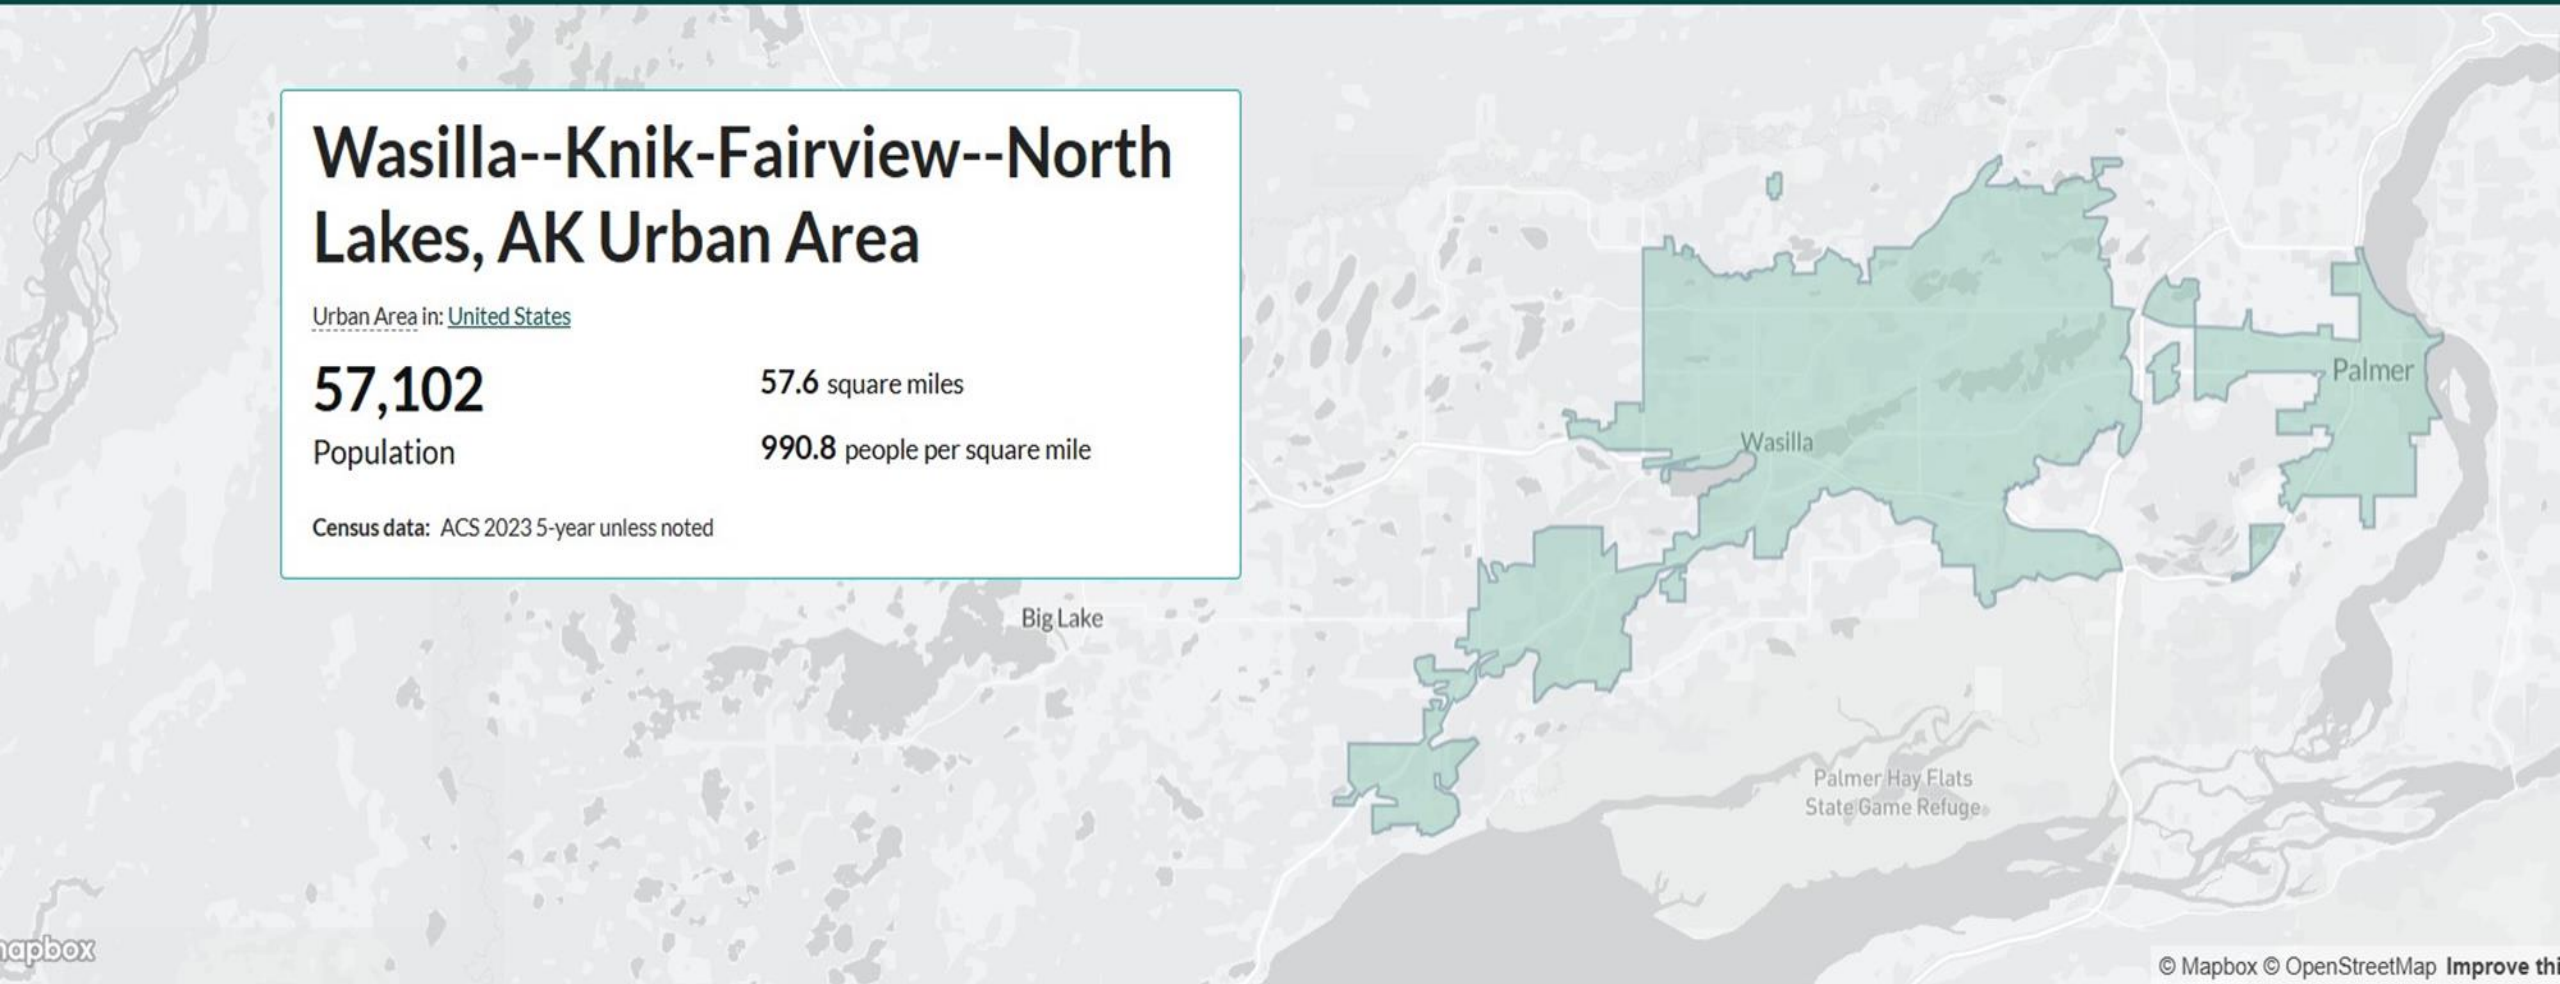 Wasilla--Knik-Fairview--North
Lakes, AK Urban Area
Urban Area in: United States
57,102
Population
57.6 square miles
990.8 people per square mile
Census data: ACS 2023 5-year unless noted
Big Lake
Wasilla
Palmer
Palmer Hay Flats
State Game Refuge
mapbox
© Mapbox © OpenStreetMap Improve thi